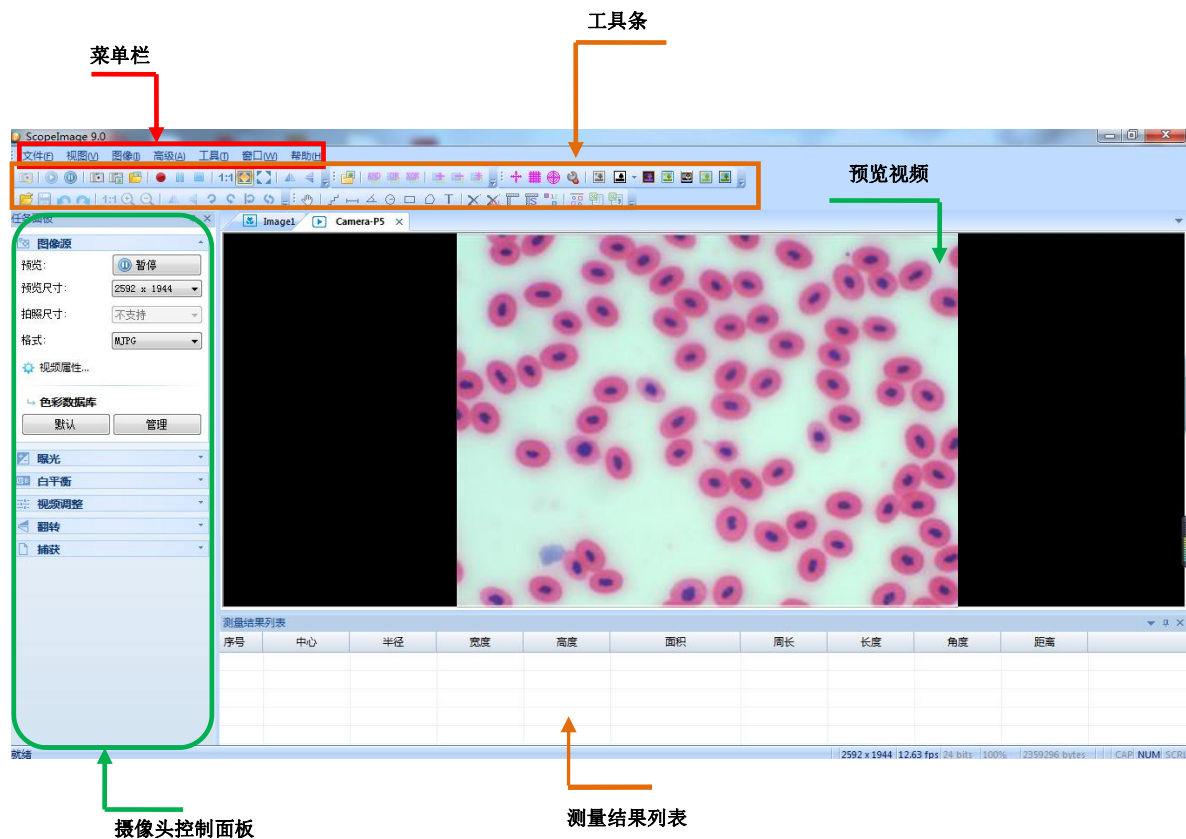 工具条
菜单栏
ScopeImage 9.0
文件(F) 视图(V) 图像(I) 高级(A) 工具(T) 窗口(W) 帮助(H)
1:1
1:1
预览视频
Image1 Camera-P5
图像源
预览: 暂停
预览尺寸: 2592 x 1944
拍照尺寸: 不支持
格式: MJPG
视频属性...
色彩数据库
默认 管理
曝光
白平衡
视频调整
翻转
捕获
测量结果列表
序号 中心 半径 宽度 高度 面积 周长 长度 角度 距离
就绪 2592 x 1944 12.63 fps 24 bits 100% 2359296 bytes CAP NUM SCRL
测量结果列表
摄像头控制面板